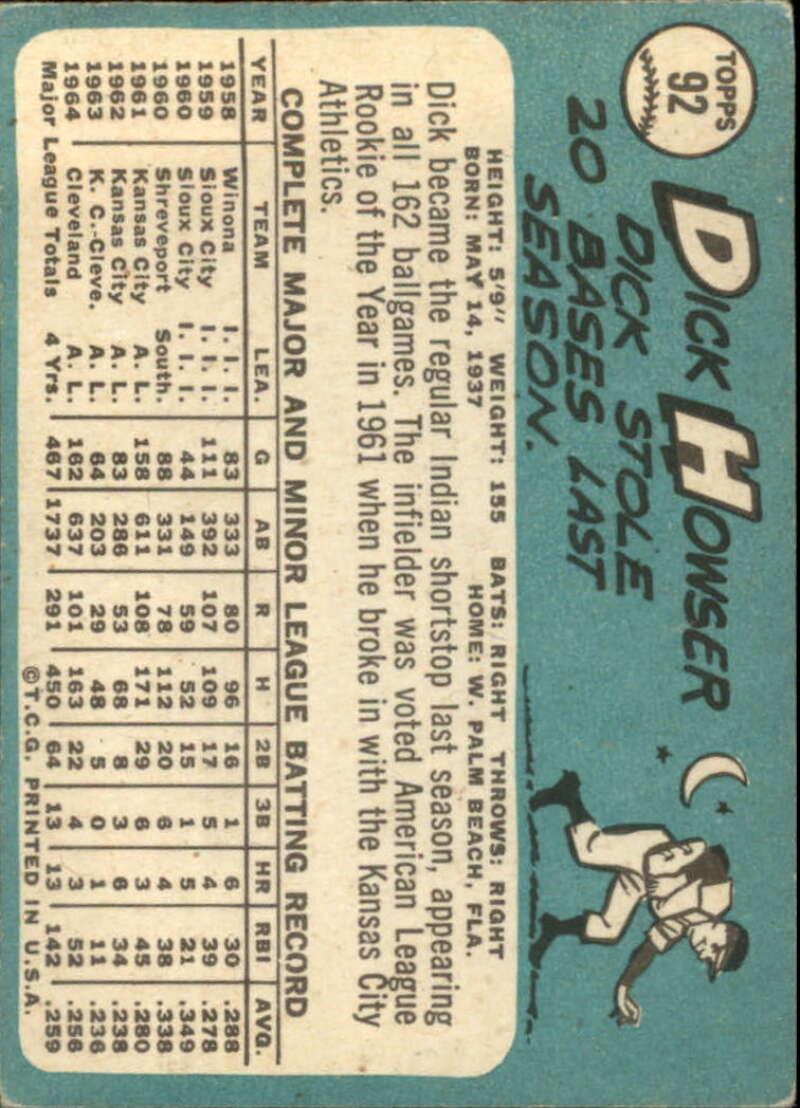 TOPPS
92
DICK HOWSER
DICK STOLE
20 BASES LAST
SEASON.
HEIGHT: 5'9" WEIGHT: 155 BATS: RIGHT THROWS: RIGHT
BORN: MAY 14, 1937 HOME: W. PALM BEACH, FLA.
Dick became the regular Indian shortstop last season, appearing
in all 162 ballgames. The infielder was voted American League
Rookie of the Year in 1961 when he broke in with the Kansas City
Athletics.
COMPLETE MAJOR AND MINOR LEAGUE BATTING RECORD
YEAR TEAM LEA. G AB R H 2B 3B HR RBI AVG.
1958 Winona I. I. I. 83 333 80 96 16 1 6 30 .288
1959 Sioux City I. I. I. 111 392 107 109 17 5 4 39 .278
1960 Sioux City I. I. I. 44 149 59 52 15 1 5 21 .349
1960 Shreveport South. 88 331 78 112 20 6 4 38 .338
1961 Kansas City A. L. 158 611 108 171 29 6 3 45 .280
1962 Kansas City A. L. 83 286 53 68 8 3 6 34 .238
1963 K. C.-Cleve. A. L. 64 203 29 48 5 0 1 11 .236
1964 Cleveland A. L. 162 637 101 163 22 4 3 52 .256
Major League Totals 4 Yrs. 467 1737 291 450 64 13 13 142 .259
©T.C.G. PRINTED IN U.S.A.